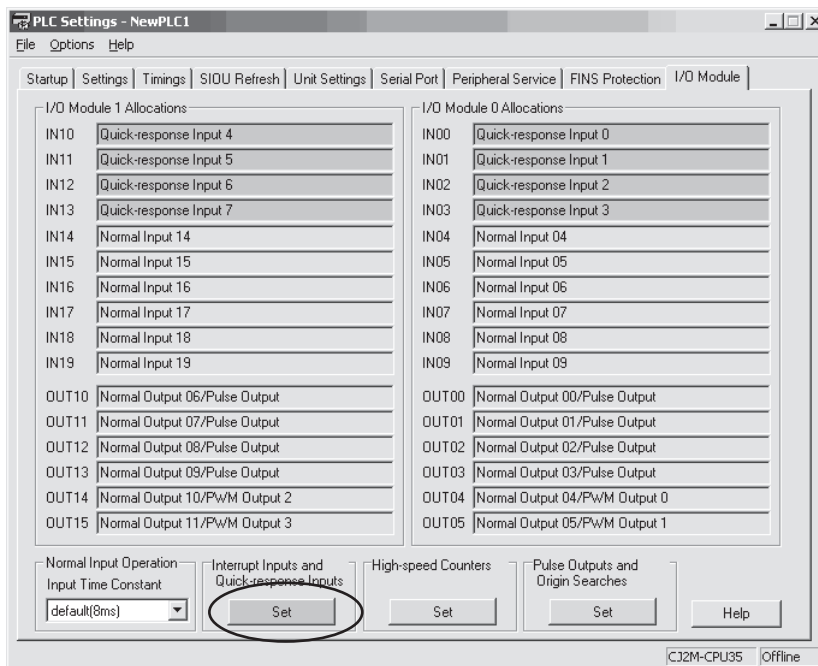 PLC Settings - NewPLC1
File Options Help
Startup Settings Timings SIOU Refresh Unit Settings Serial Port Peripheral Service FINS Protection I/O Module
I/O Module 1 Allocations
IN10 Quick-response Input 4
IN11 Quick-response Input 5
IN12 Quick-response Input 6
IN13 Quick-response Input 7
IN14 Normal Input 14
IN15 Normal Input 15
IN16 Normal Input 16
IN17 Normal Input 17
IN18 Normal Input 18
IN19 Normal Input 19
OUT10 Normal Output 06/Pulse Output
OUT11 Normal Output 07/Pulse Output
OUT12 Normal Output 08/Pulse Output
OUT13 Normal Output 09/Pulse Output
OUT14 Normal Output 10/PWM Output 2
OUT15 Normal Output 11/PWM Output 3
I/O Module 0 Allocations
IN00 Quick-response Input 0
IN01 Quick-response Input 1
IN02 Quick-response Input 2
IN03 Quick-response Input 3
IN04 Normal Input 04
IN05 Normal Input 05
IN06 Normal Input 06
IN07 Normal Input 07
IN08 Normal Input 08
IN09 Normal Input 09
OUT00 Normal Output 00/Pulse Output
OUT01 Normal Output 01/Pulse Output
OUT02 Normal Output 02/Pulse Output
OUT03 Normal Output 03/Pulse Output
OUT04 Normal Output 04/PWM Output 0
OUT05 Normal Output 05/PWM Output 1
Normal Input Operation
Input Time Constant
default(8ms)
Interrupt Inputs and
Quick-response Inputs
Set
High-speed Counters
Set
Pulse Outputs and
Origin Searches
Set
Help
CJ2M-CPU35 Offline